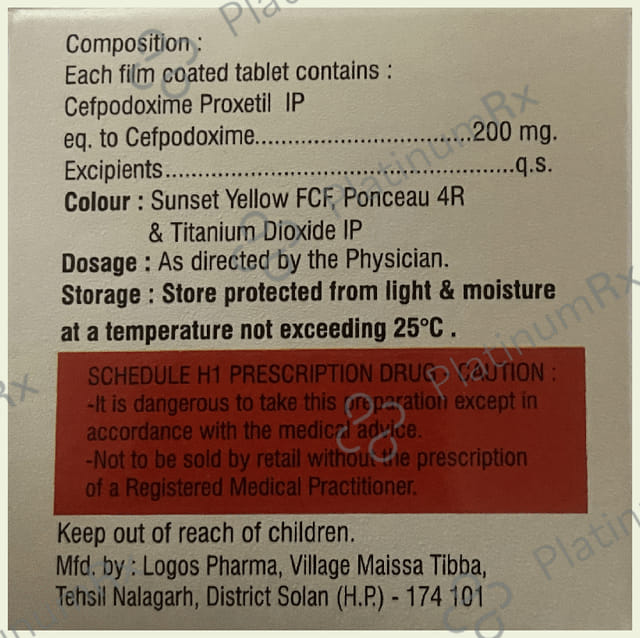 Composition :
Each film coated tablet contains :
Cefpodoxime Proxetil IP
eq. to Cefpodoxime.................................200 mg.
Excipients......................................................q.s.
Colour : Sunset Yellow FCF, Ponceau 4R
& Titanium Dioxide IP
Dosage : As directed by the Physician.
Storage : Store protected from light & moisture
at a temperature not exceeding 25°C .
SCHEDULE H1 PRESCRIPTION DRUG - CAUTION :
-It is dangerous to take this preparation except in
accordance with the medical advice.
-Not to be sold by retail without the prescription
of a Registered Medical Practitioner.
Keep out of reach of children.
Mfd. by : Logos Pharma, Village Maissa Tibba,
Tehsil Nalagarh, District Solan (H.P.) - 174 101
PlatinumRx
PlatinumRx